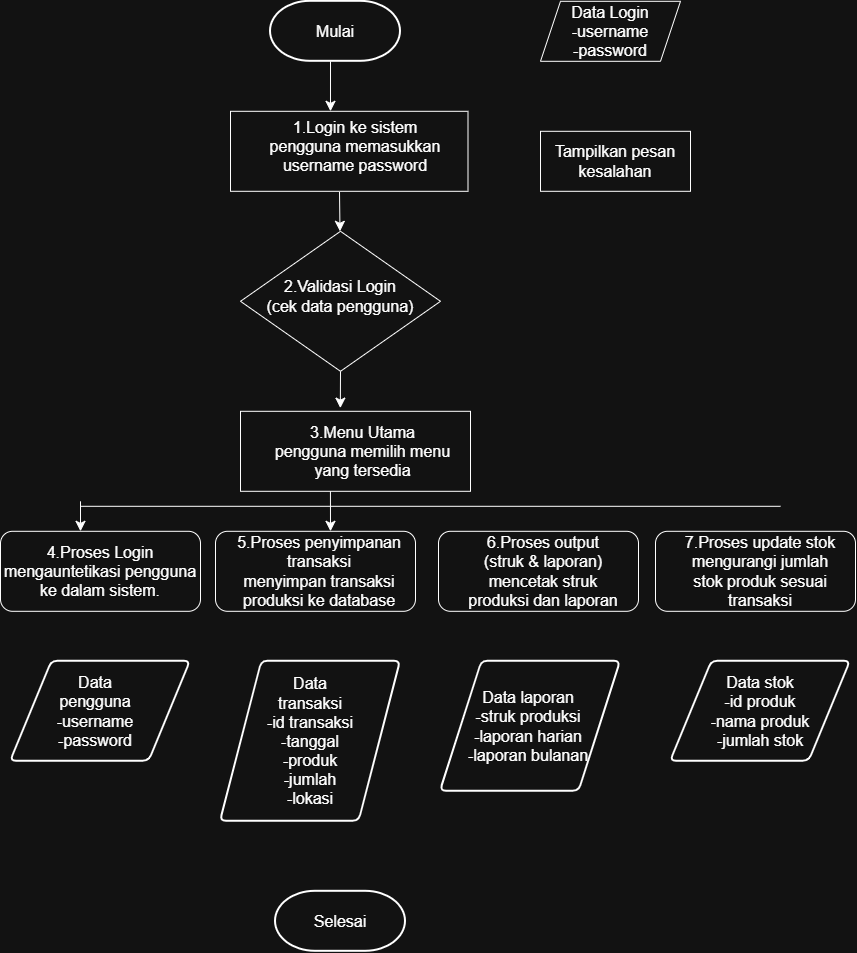 Mulai
Data Login
-username
-password
1.Login ke sistem
pengguna memasukkan
username password
Tampilkan pesan
kesalahan
2.Validasi Login
(cek data pengguna)
3.Menu Utama
pengguna memilih menu
yang tersedia
4.Proses Login
mengauntetikasi pengguna
ke dalam sistem.
5.Proses penyimpanan
transaksi
menyimpan transaksi
produksi ke database
6.Proses output
(struk & laporan)
mencetak struk
produksi dan laporan
7.Proses update stok
mengurangi jumlah
stok produk sesuai
transaksi
Data
pengguna
-username
-password
Data
transaksi
-id transaksi
-tanggal
-produk
-jumlah
-lokasi
Data laporan
-struk produksi
-laporan harian
-laporan bulanan
Data stok
-id produk
-nama produk
-jumlah stok
Selesai